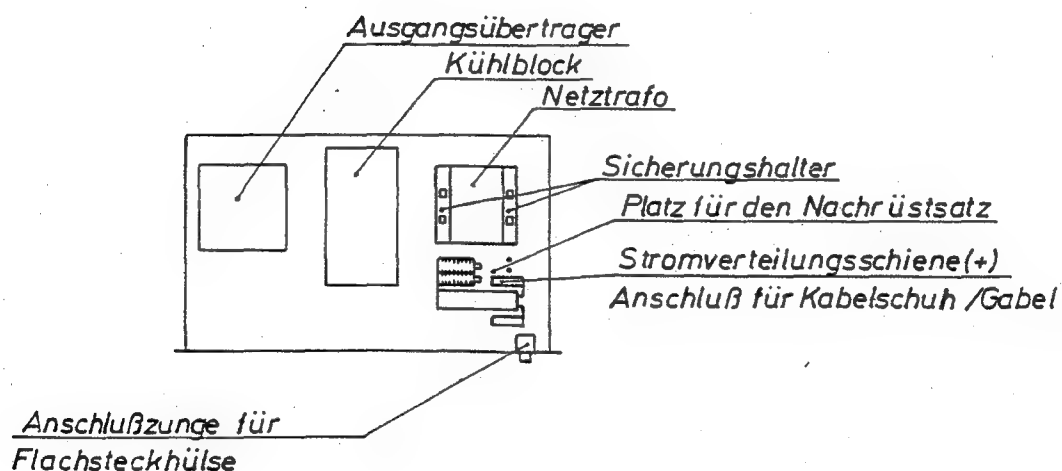 Ausgangsübertrager
Kühlblock
Netztrafo
Sicherungshalter
Platz für den Nachrüstsatz
Stromverteilungsschiene(+)
Anschluß für Kabelschuh /Gabel
Anschlußzunge für
Flachsteckhülse